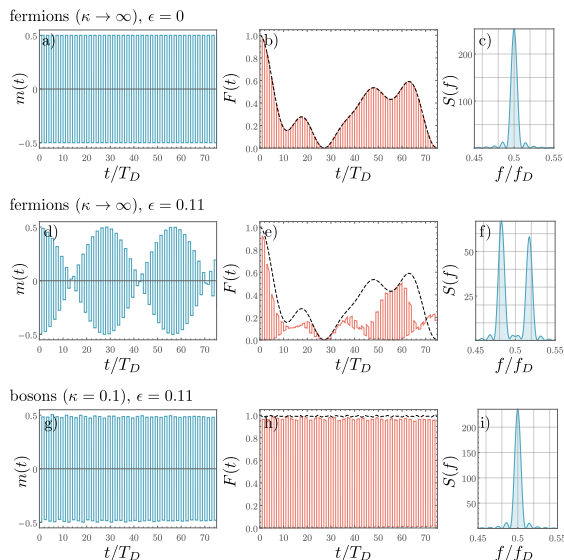 fermions (κ → ∞), ϵ = 0
a)
m(t)
0.5
0
−0.5
0 10 20 30 40 50 60 70
t/T_D
b)
F(t)
1.0
0.8
0.6
0.4
0.2
0.0
0 10 20 30 40 50 60 70
t/T_D
c)
S(f)
250
200
150
100
0.45 0.5 0.55
f/f_D
fermions (κ → ∞), ϵ = 0.11
d)
m(t)
0.5
0
−0.5
0 10 20 30 40 50 60 70
t/T_D
e)
F(t)
1.0
0.8
0.6
0.4
0.2
0.0
0 10 20 30 40 50 60 70
t/T_D
f)
S(f)
50
25
0.45 0.5 0.55
f/f_D
bosons (κ = 0.1), ϵ = 0.11
g)
m(t)
0.5
0
−0.5
0 10 20 30 40 50 60 70
t/T_D
h)
F(t)
1.0
0.8
0.6
0.4
0.2
0.0
0 10 20 30 40 50 60 70
t/T_D
i)
S(f)
200
150
100
50
0.45 0.5 0.55
f/f_D